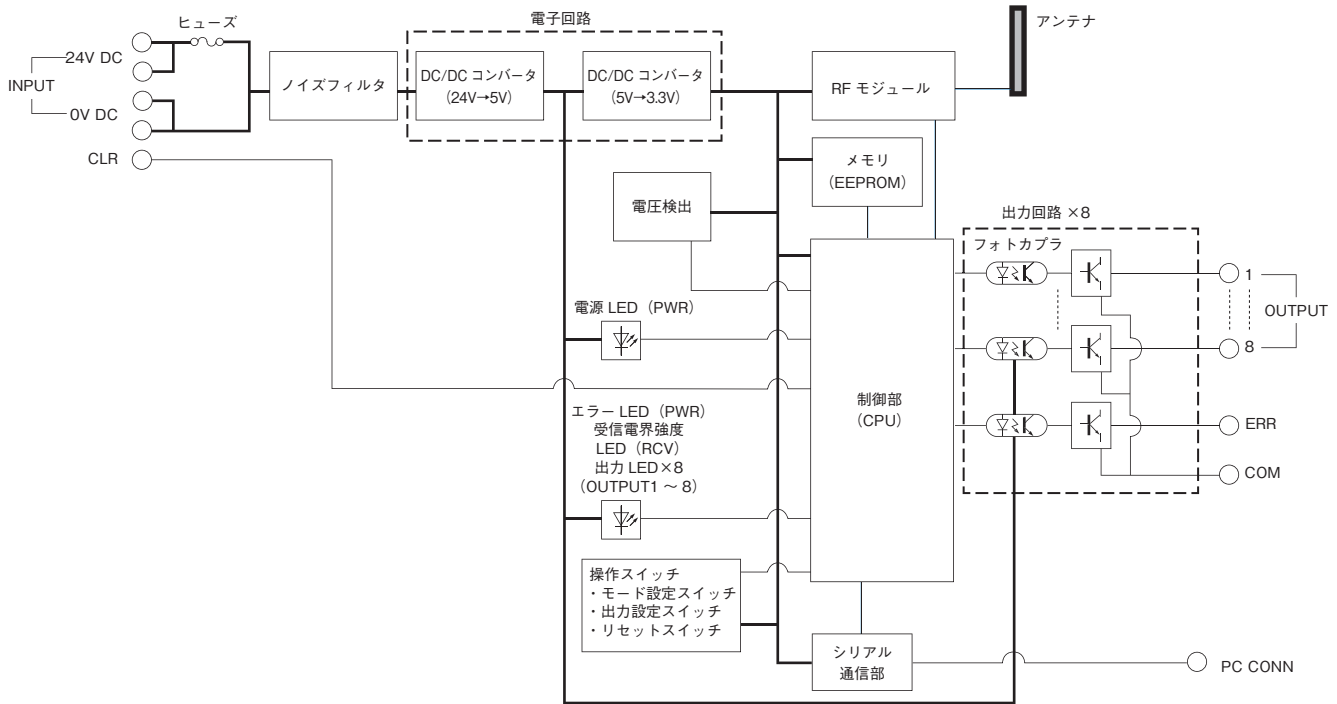 ヒューズ
24V DC
INPUT
0V DC
CLR
ノイズフィルタ
電子回路
DC/DC コンバータ
(24V→5V)
DC/DC コンバータ
(5V→3.3V)
RF モジュール
アンテナ
メモリ
(EEPROM)
電圧検出
出力回路 ×8
フォトカプラ
1
OUTPUT
8
ERR
COM
電源 LED（PWR）
制御部
(CPU)
エラー LED（PWR）
受信電界強度
LED（RCV）
出力 LED×8
（OUTPUT1 ～ 8）
操作スイッチ
・モード設定スイッチ
・出力設定スイッチ
・リセットスイッチ
シリアル
通信部
PC CONN